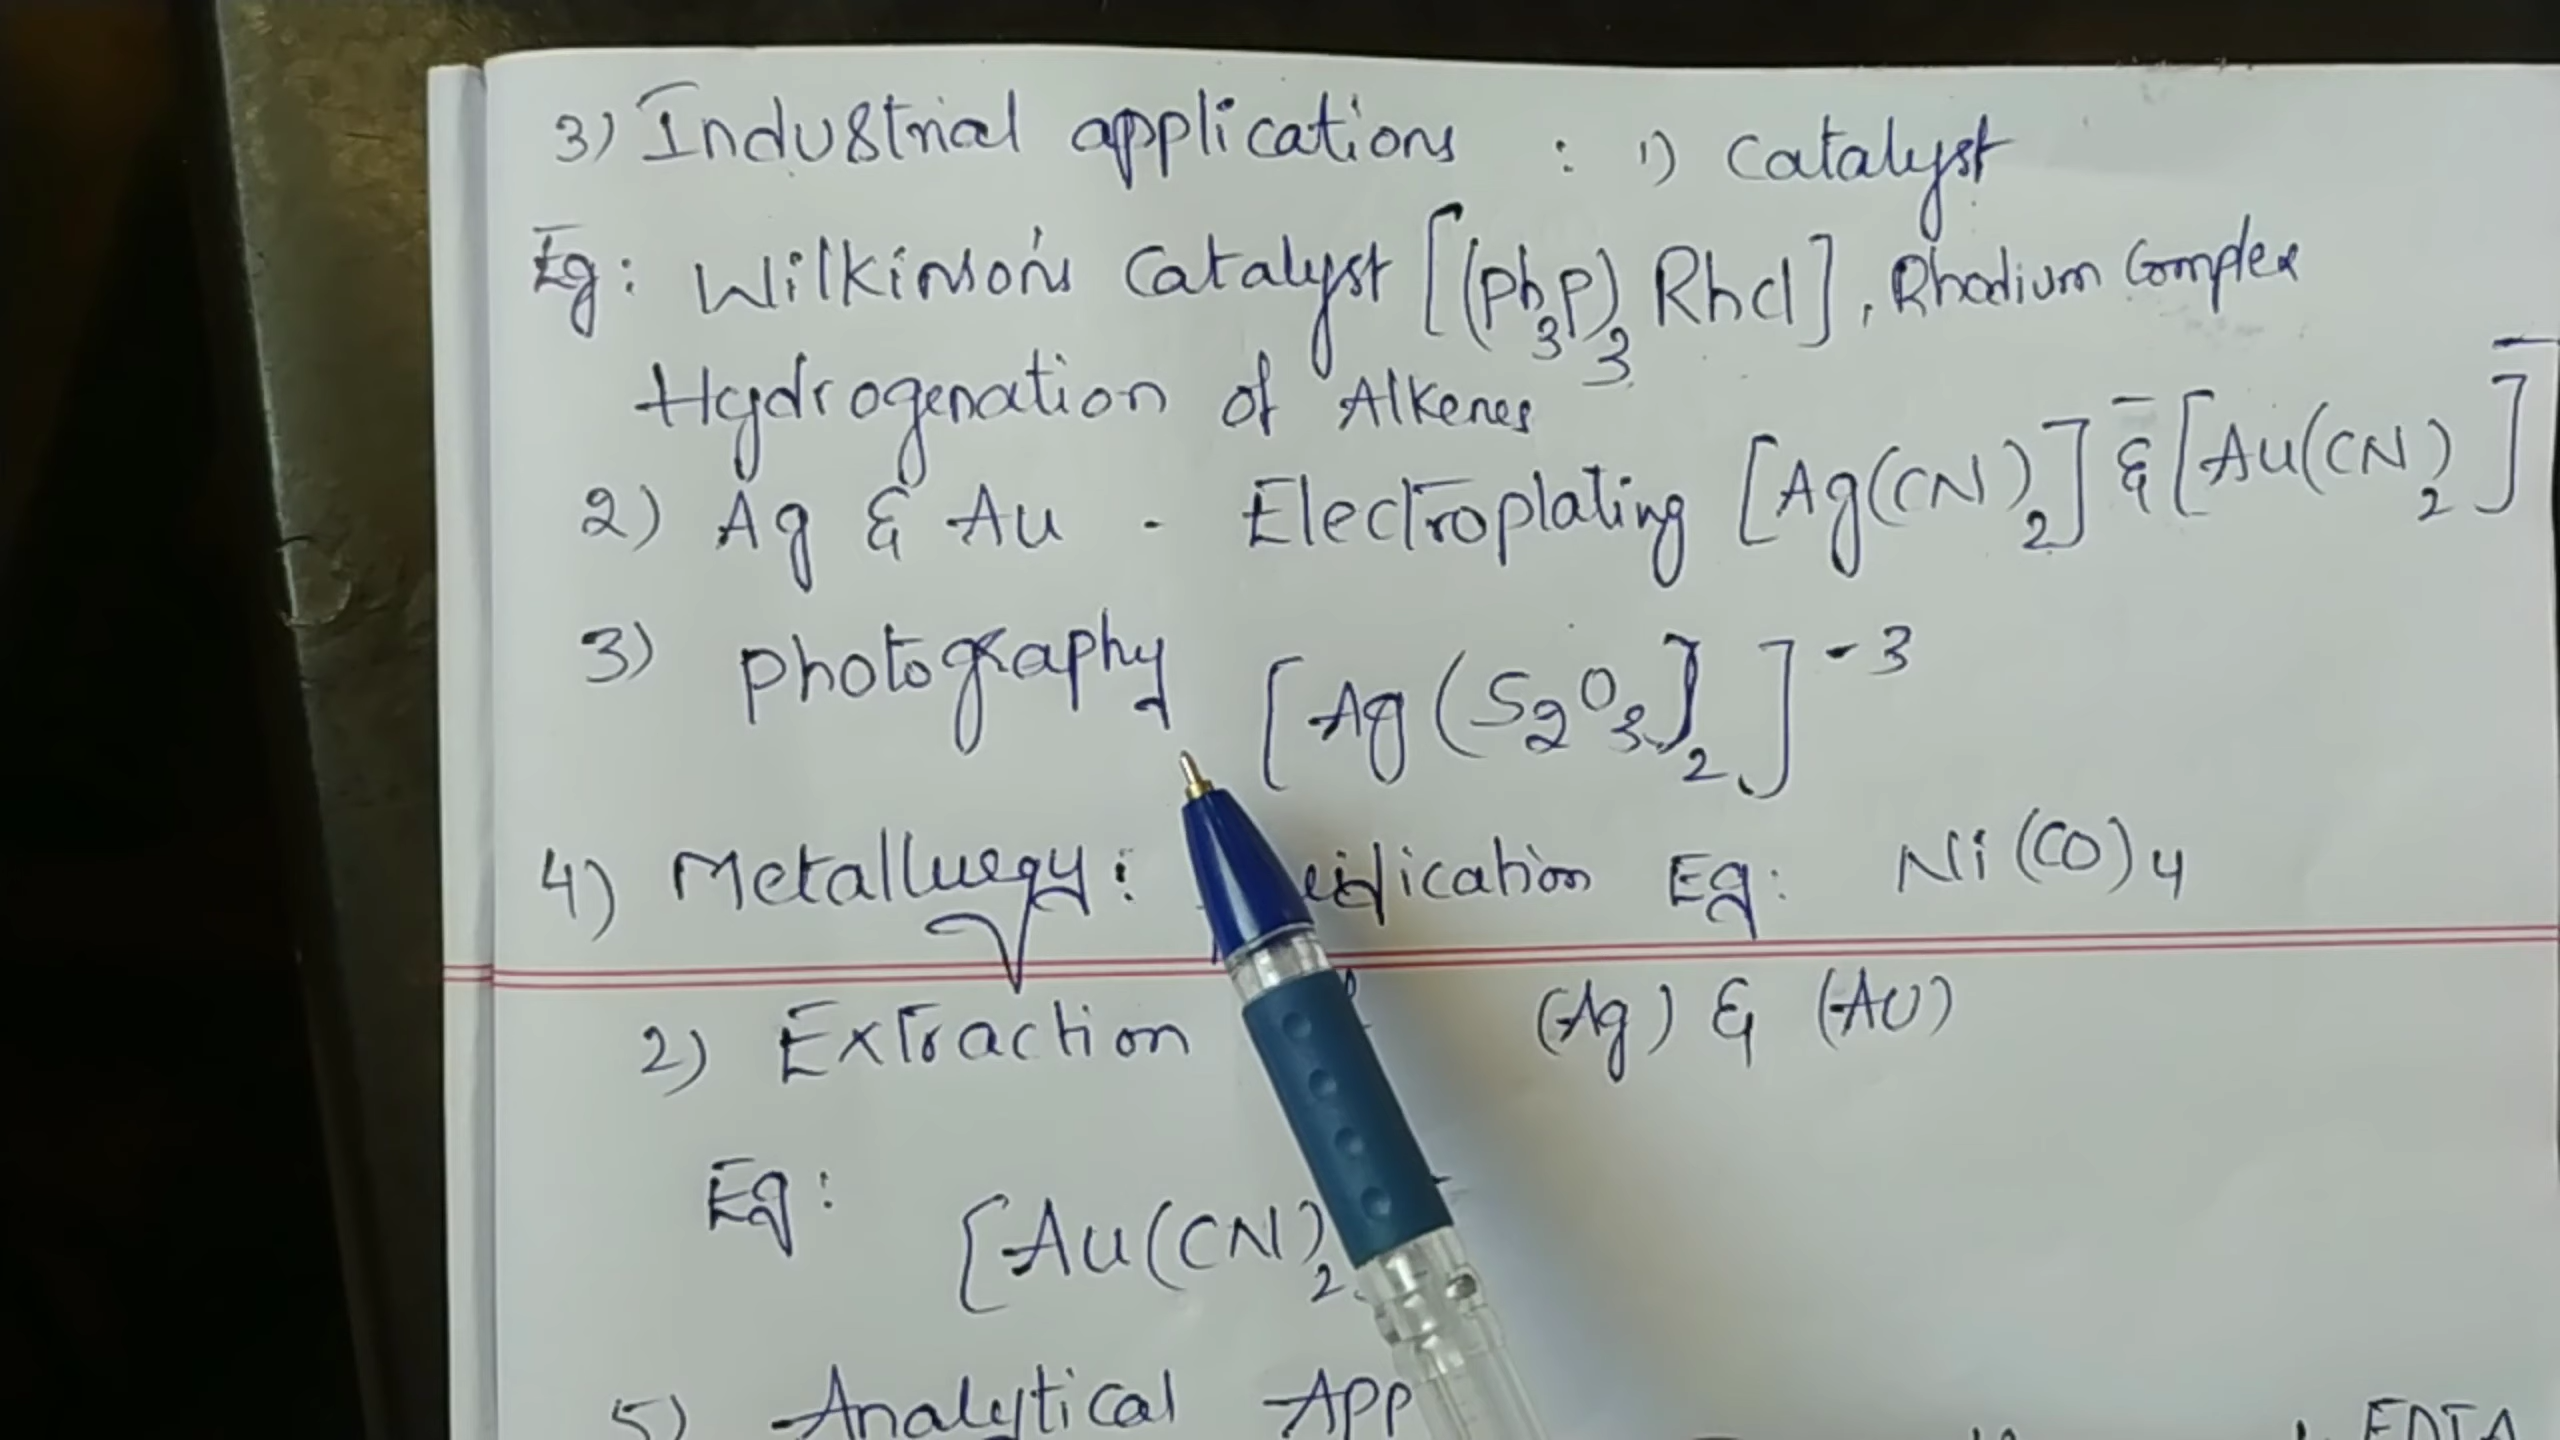 3) Industrial applications : 1) Catalyst
Eg: Wilkinson's Catalyst [(Ph3P)3 RhCl], Rhodium Complex
Hydrogenation of Alkenes
2) Ag & Au - Electroplating [Ag(CN)2]⁻ & [Au(CN)2]⁻
3) Photography [Ag(S2O3)2]⁻³
4) Metallurgy: Eg: Ni(CO)4
2) Extraction (Ag) & (Au)
Eg: [Au(CN)2
5) Analytical App EDTA